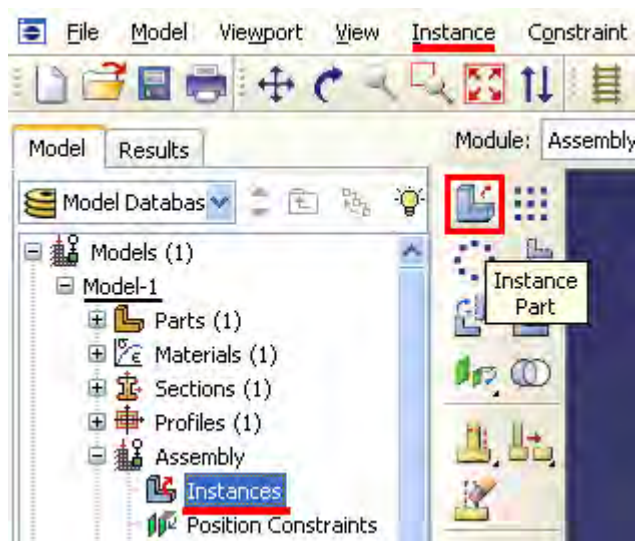 File Model Viewport View Instance Constraint
Model Results
Module: Assembly
Model Databas
Models (1)
Model-1
Instance
Part
Parts (1)
Materials (1)
Sections (1)
Profiles (1)
Assembly
Instances
Position Constraints